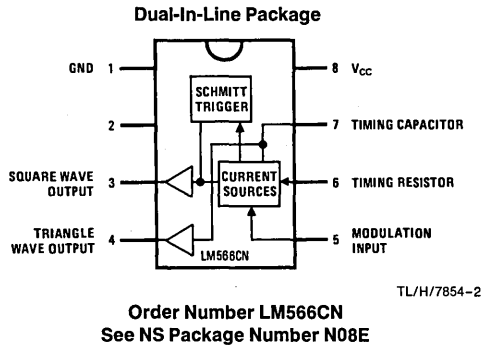 Dual-In-Line Package
GND 1
8 VCC
SCHMITT
TRIGGER
2
7 TIMING CAPACITOR
SQUARE WAVE
OUTPUT
3
CURRENT
SOURCES
6 TIMING RESISTOR
TRIANGLE
WAVE OUTPUT
4
5 MODULATION
INPUT
LM566CN
TL/H/7854-2
Order Number LM566CN
See NS Package Number N08E